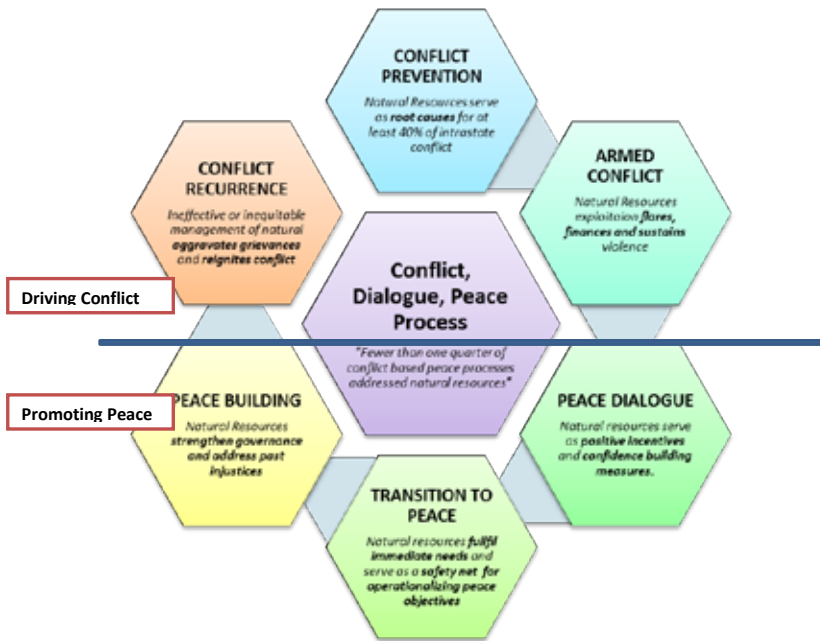 CONFLICT
PREVENTION
Natural Resources serve
as root causes for at
least 40% of intrastate
conflict
ARMED
CONFLICT
Natural Resources
exploitaion flares,
finances and sustains
violence
CONFLICT
RECURRENCE
Ineffective or inequitable
management of natural
aggravates grievances
and reignites conflict
Driving Conflict
Conflict,
Dialogue, Peace
Process
"Fewer than one quarter of
conflict based peace processes
addressed natural resources"
Promoting Peace
PEACE BUILDING
Natural Resources
strengthen governance
and address past
injustices
PEACE DIALOGUE
Natural resources serve
as positive incentives
and confidence building
measures.
TRANSITION TO
PEACE
Natural resources fullfil
immediate needs and
serve as a safety net for
operationalizing peace
objectives